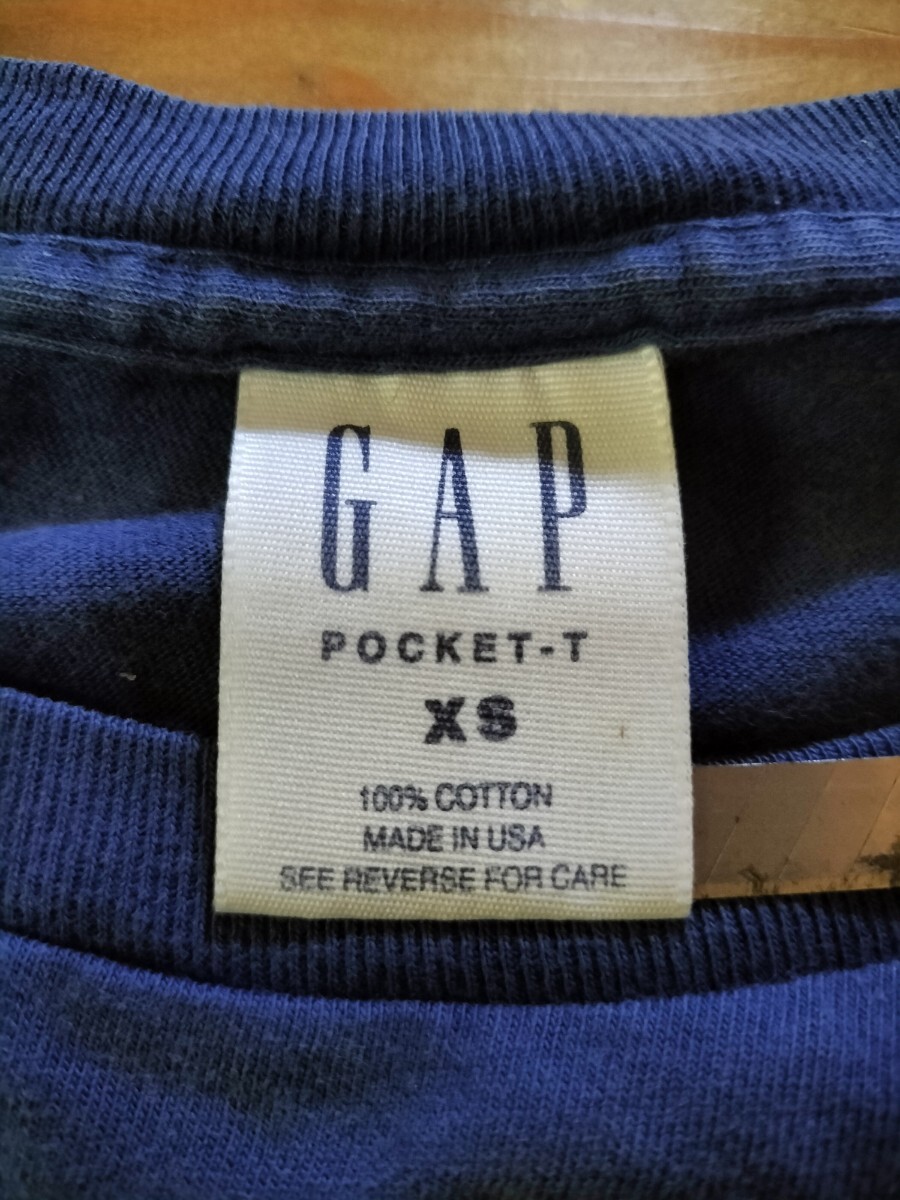 GAP
POCKET-T
XS
100% COTTON
MADE IN USA
SEE REVERSE FOR CARE